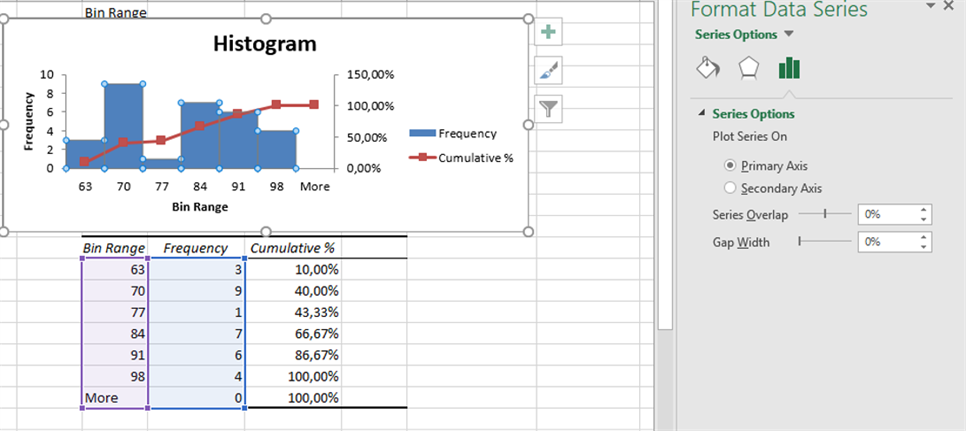 Bin Range
Histogram
Frequency
10
8
6
4
2
0
150,00%
100,00%
50,00%
0,00%
63 70 77 84 91 98 More
Bin Range
Frequency
Cumulative %
Bin Range Frequency Cumulative %
63 3 10,00%
70 9 40,00%
77 1 43,33%
84 7 66,67%
91 6 86,67%
98 4 100,00%
More 0 100,00%
Format Data Series
Series Options
Series Options
Plot Series On
Primary Axis
Secondary Axis
Series Overlap 0%
Gap Width 0%